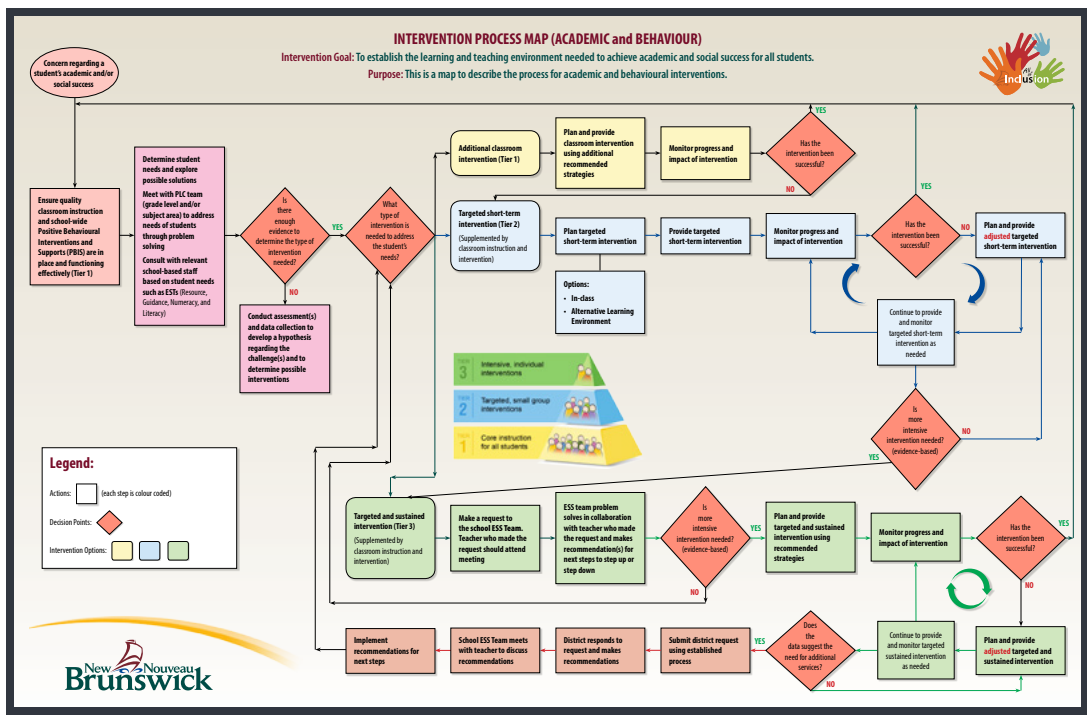 INTERVENTION PROCESS MAP (ACADEMIC and BEHAVIOUR)
Intervention Goal: To establish the learning and teaching environment needed to achieve academic and social success for all students.
Purpose: This is a map to describe the process for academic and behavioural interventions.
Inclusion
Concern regarding a
student's academic and/or
social success
Ensure quality
classroom instruction
and school-wide
Positive Behavioural
Interventions and
Supports (PBIS) are in
place and functioning
effectively (Tier 1)
Determine student
needs and explore
possible solutions
Meet with PLC team
(grade level and/or
subject area) to address
needs of students
through problem
solving
Consult with relevant
school-based staff
based on student needs
such as ESTs (Resource,
Guidance, Numeracy, and
Literacy)
Is
there
enough
evidence to
determine the type of
intervention needed?
YES
NO
Conduct assessment(s)
and data collection to
develop a hypothesis
regarding the
challenge(s) and to
determine possible
interventions
What
type of
intervention is
needed to address
the student's
needs?
Additional classroom
intervention (Tier 1)
Plan and provide
classroom intervention
using additional
recommended
strategies
Monitor progress and
impact of intervention
Has the
intervention been
successful?
YES
NO
Targeted short-term
intervention (Tier 2)
(Supplemented by
classroom instruction and
intervention)
Plan targeted
short-term intervention
Options:
• In-class
• Alternative Learning
Environment
Provide targeted
short-term intervention
Monitor progress and
impact of intervention
Has the
intervention been
successful?
YES
NO
Plan and provide
adjusted targeted
short-term intervention
Continue to provide
and monitor
targeted short-term
intervention as
needed
Is
more
intensive
intervention needed?
(evidence-based)
NO
YES
TIER
3
Intensive, individual
interventions
TIER
2
Targeted, small group
interventions
TIER
1
Core instruction
for all students
Legend:
Actions: (each step is colour coded)
Decision Points:
Intervention Options:
Targeted and sustained
intervention (Tier 3)
(Supplemented by
classroom instruction and
intervention)
Make a request to
the school ESS Team.
Teacher who made the
request should attend
meeting
ESS team problem
solves in collaboration
with teacher who made
the request and makes
recommendation(s) for
next steps to step up or
step down
Is
more
intensive
intervention needed?
(evidence-based)
YES
NO
Plan and provide
targeted and sustained
intervention using
recommended
strategies
Monitor progress and
impact of intervention
Has the
intervention been
successful?
YES
NO
Plan and provide
adjusted targeted and
sustained intervention
Continue to provide
and monitor targeted
sustained intervention
as needed
Does
the
data suggest the
need for additional
services?
YES
NO
Submit district request
using established
process
District responds to
request and makes
recommendations
School ESS Team meets
with teacher to discuss
recommendations
Implement
recommendations for
next steps
New Nouveau
Brunswick